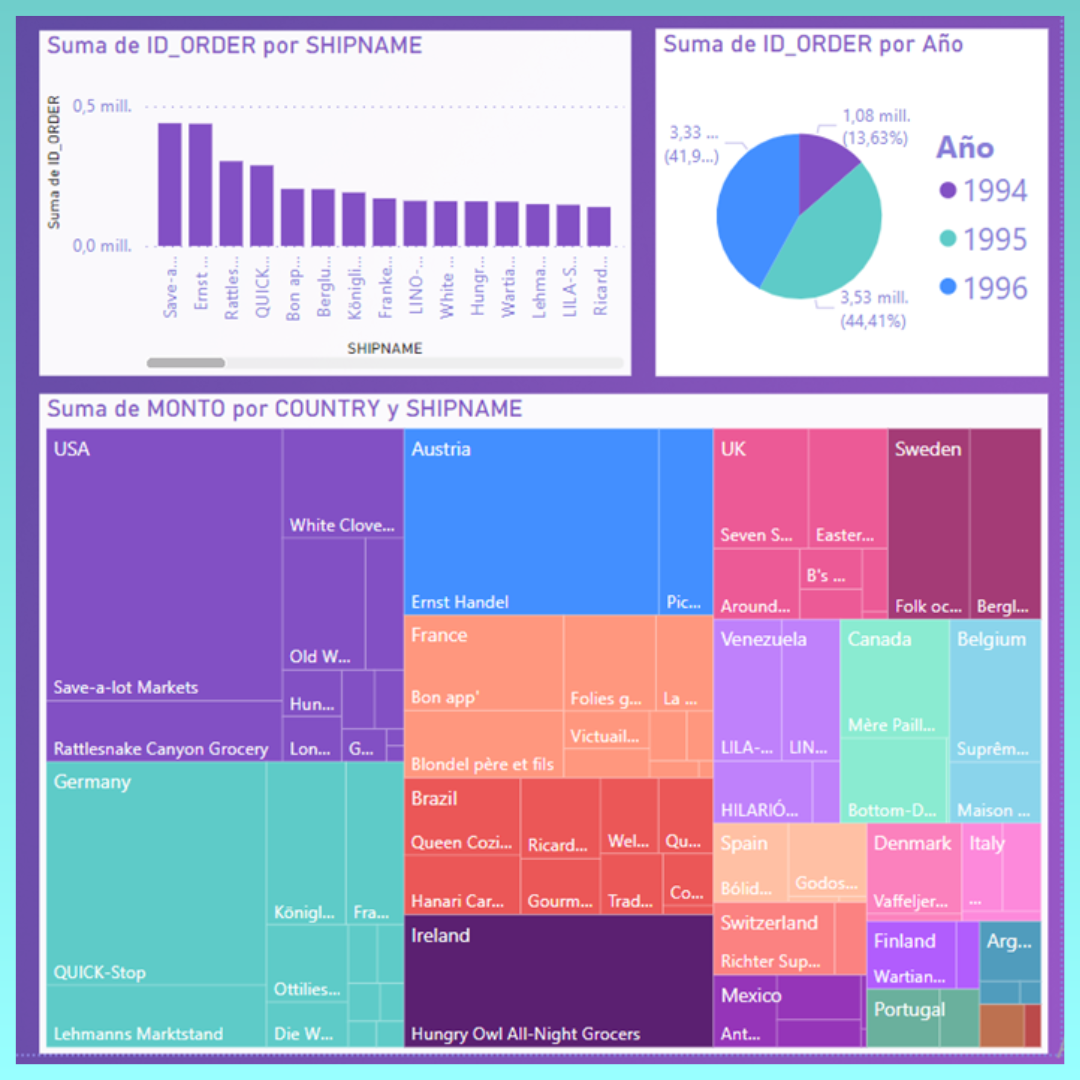 Suma de ID_ORDER por SHIPNAME
Suma de ID_ORDER
0,5 mill.
0,0 mill.
Save-a...
Ernst ...
Rattles...
QUICK...
Bon ap...
Berglu...
Königli...
Franke...
LINO-...
White ...
Hungr...
Wartia...
Lehma...
LILA-S...
Ricard...
SHIPNAME
Suma de ID_ORDER por Año
1,08 mill.
(13,63%)
3,33 ...
(41,9...)
3,53 mill.
(44,41%)
Año
1994
1995
1996
Suma de MONTO por COUNTRY y SHIPNAME
USA
White Clove...
Old W...
Save-a-lot Markets
Hun...
Rattlesnake Canyon Grocery
Lon...
G...
Germany
Königl...
Fra...
QUICK-Stop
Ottilies...
Lehmanns Marktstand
Die W...
Austria
Ernst Handel
Pic...
France
Bon app'
Folies g...
La ...
Victuail...
Blondel père et fils
Brazil
Queen Cozi...
Ricard...
Wel...
Qu...
Hanari Car...
Gourm...
Trad...
Co...
Ireland
Hungry Owl All-Night Grocers
UK
Seven S...
Easter...
B's ...
Around...
Sweden
Folk oc...
Bergl...
Venezuela
LILA-...
LIN...
HILARIÓ...
Canada
Mère Paill...
Bottom-D...
Belgium
Suprêm...
Maison ...
Spain
Bólid...
Godos...
Denmark
Vaffeljer...
Italy
...
Switzerland
Richter Sup...
Finland
Wartian...
Arg...
Mexico
Ant...
Portugal